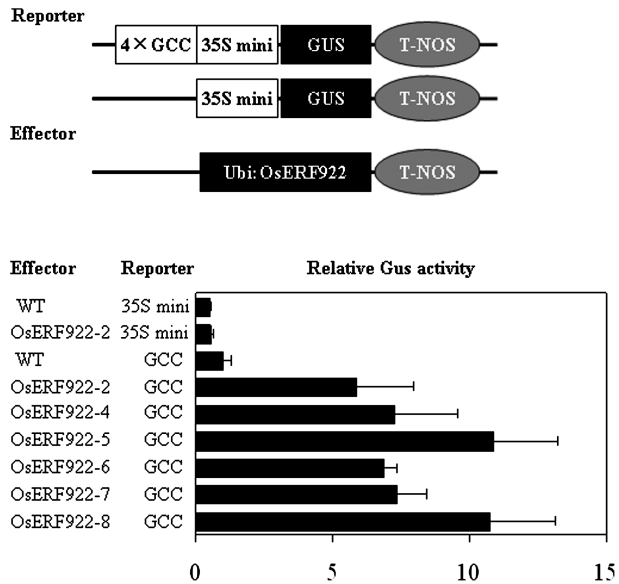 Reporter
4×GCC 35S mini GUS T-NOS
35S mini GUS T-NOS
Effector
Ubi: OsERF922 T-NOS
Effector Reporter Relative Gus activity
WT 35S mini
OsERF922-2 35S mini
WT GCC
OsERF922-2 GCC
OsERF922-4 GCC
OsERF922-5 GCC
OsERF922-6 GCC
OsERF922-7 GCC
OsERF922-8 GCC
0 5 10 15